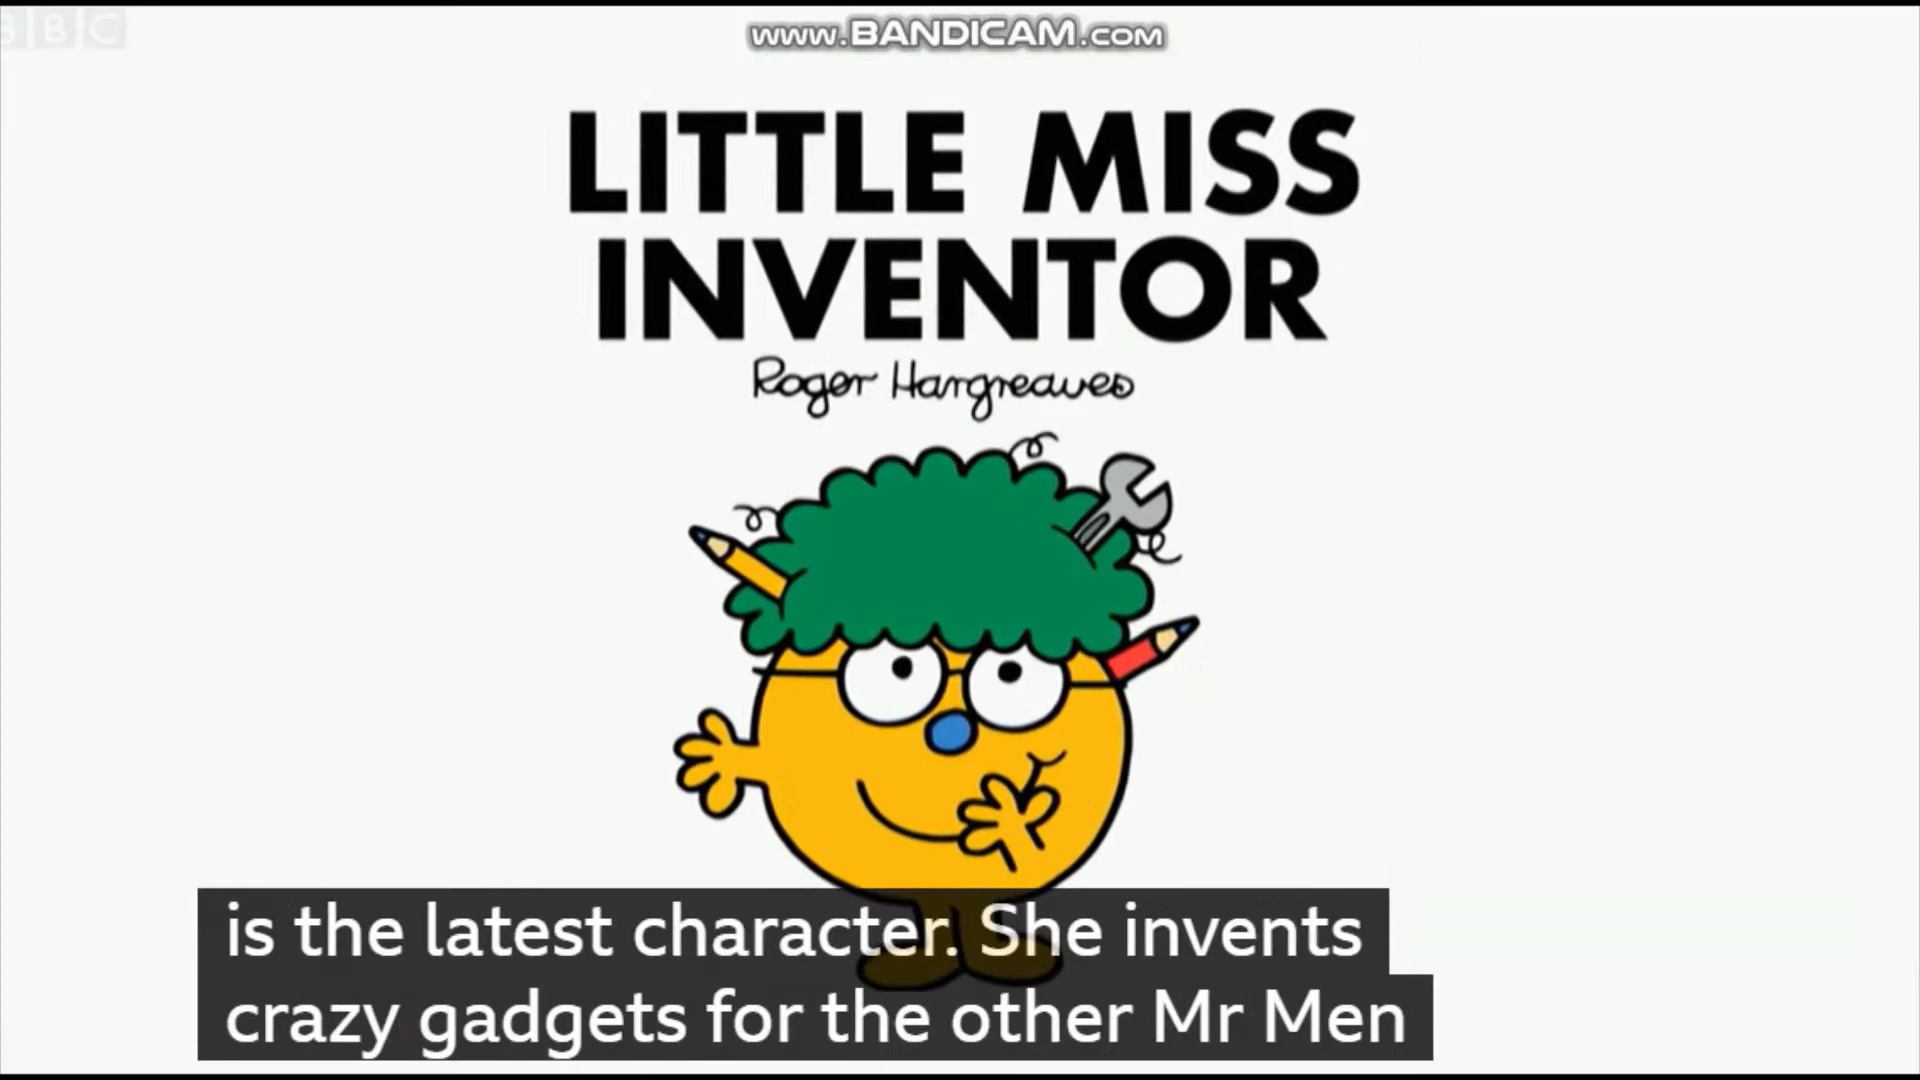 BBC
www.BANDICAM.com
LITTLE MISS
INVENTOR
Roger Hargreaves
is the latest character. She invents
crazy gadgets for the other Mr Men